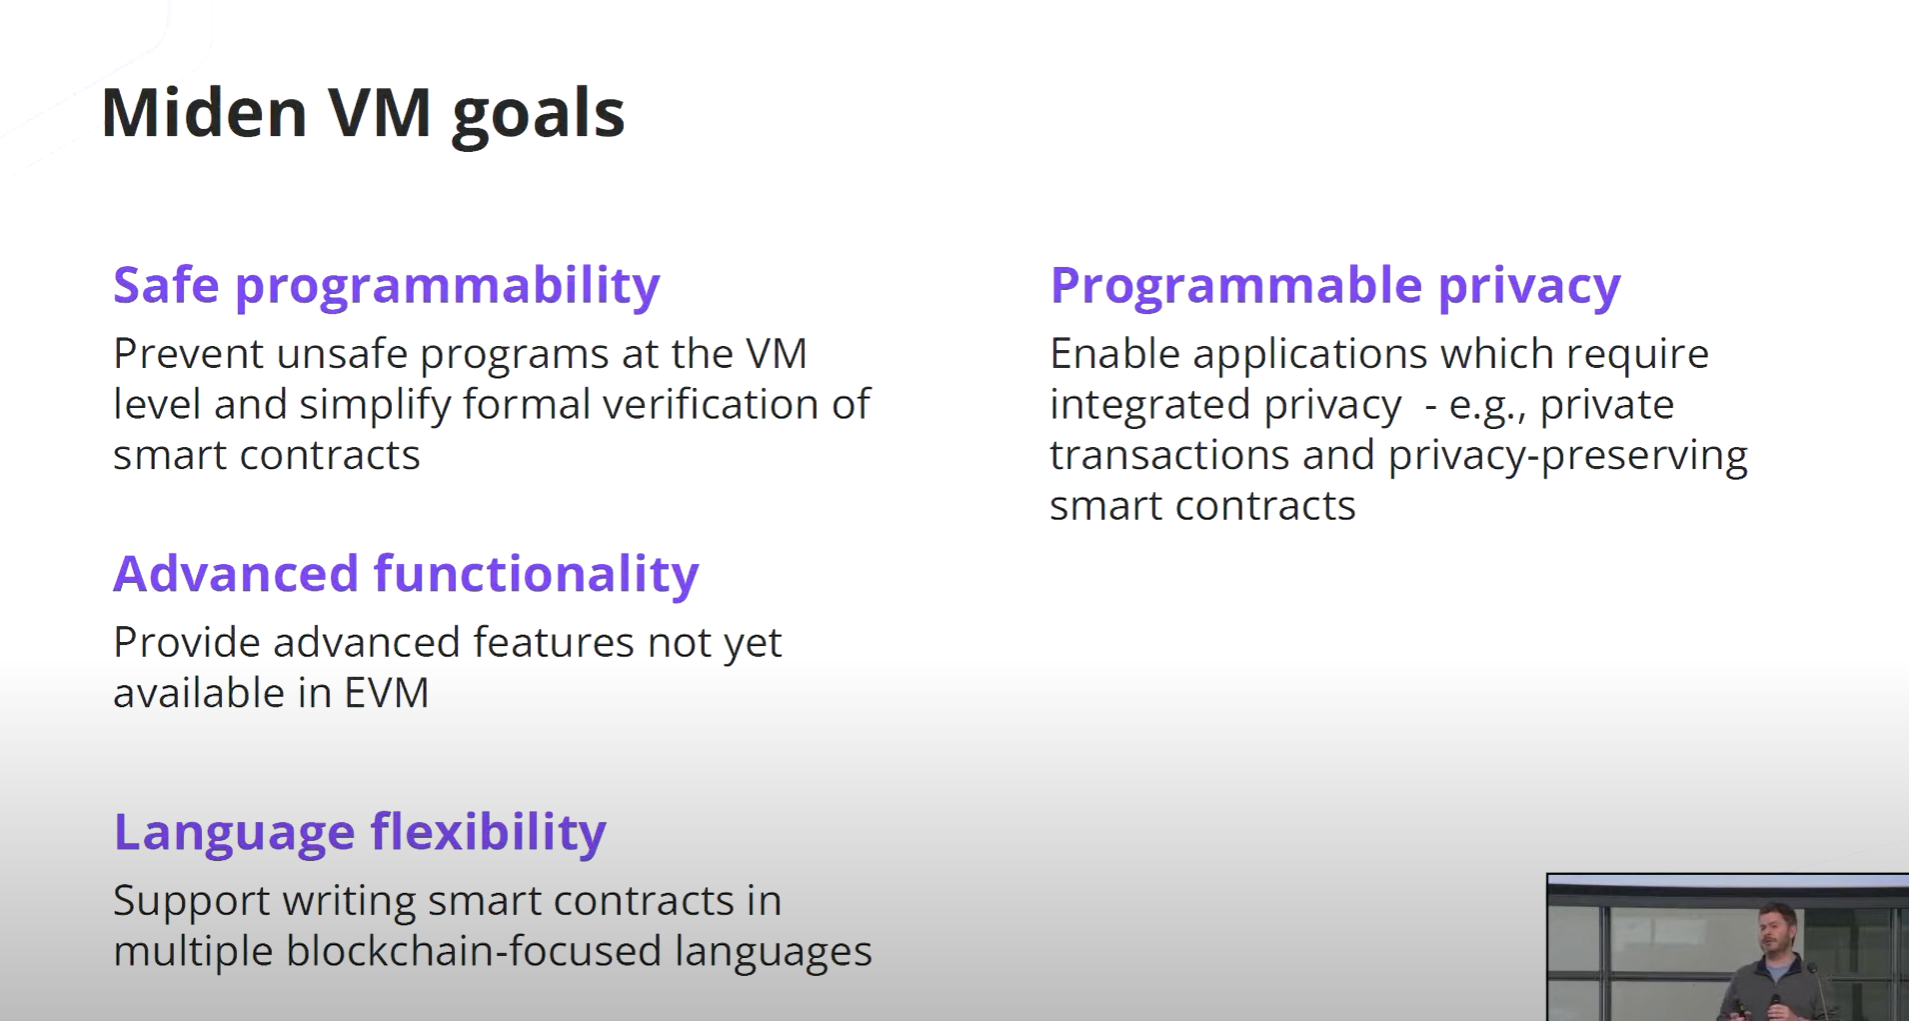 Miden VM goals
Safe programmability
Prevent unsafe programs at the VM
level and simplify formal verification of
smart contracts
Advanced functionality
Provide advanced features not yet
available in EVM
Language flexibility
Support writing smart contracts in
multiple blockchain-focused languages
Programmable privacy
Enable applications which require
integrated privacy  - e.g., private
transactions and privacy-preserving
smart contracts